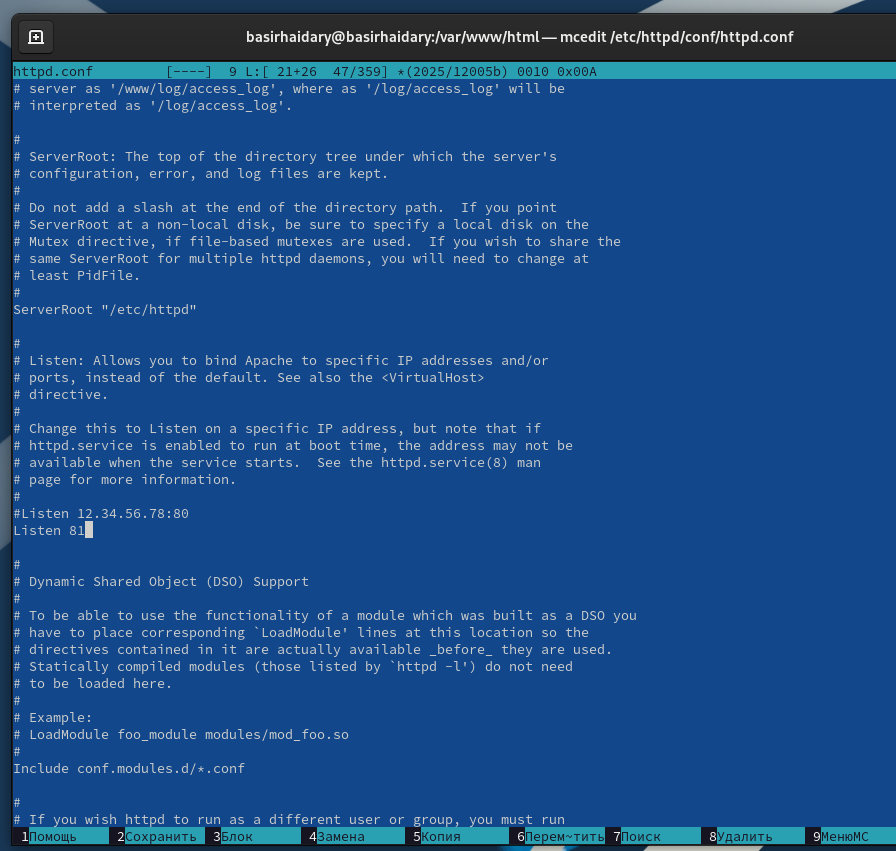 basirhaidary@basirhaidary:/var/www/html — mcedit /etc/httpd/conf/httpd.conf
httpd.conf [----] 9 L:[ 21+26 47/359] *(2025/12005b) 0010 0x00A
# server as '/www/log/access_log', where as '/log/access_log' will be
# interpreted as '/log/access_log'.
#
# ServerRoot: The top of the directory tree under which the server's
# configuration, error, and log files are kept.
#
# Do not add a slash at the end of the directory path.  If you point
# ServerRoot at a non-local disk, be sure to specify a local disk on the
# Mutex directive, if file-based mutexes are used.  If you wish to share the
# same ServerRoot for multiple httpd daemons, you will need to change at
# least PidFile.
#
ServerRoot "/etc/httpd"
#
# Listen: Allows you to bind Apache to specific IP addresses and/or
# ports, instead of the default. See also the <VirtualHost>
# directive.
#
# Change this to Listen on a specific IP address, but note that if
# httpd.service is enabled to run at boot time, the address may not be
# available when the service starts.  See the httpd.service(8) man
# page for more information.
#
#Listen 12.34.56.78:80
Listen 81
#
# Dynamic Shared Object (DSO) Support
#
# To be able to use the functionality of a module which was built as a DSO you
# have to place corresponding `LoadModule' lines at this location so the
# directives contained in it are actually available _before_ they are used.
# Statically compiled modules (those listed by `httpd -l') do not need
# to be loaded here.
#
# Example:
# LoadModule foo_module modules/mod_foo.so
#
Include conf.modules.d/*.conf
#
# If you wish httpd to run as a different user or group, you must run
1Помощь 2Сохранить 3Блок 4Замена 5Копия 6Перем~тить 7Поиск 8Удалить 9МенюMC